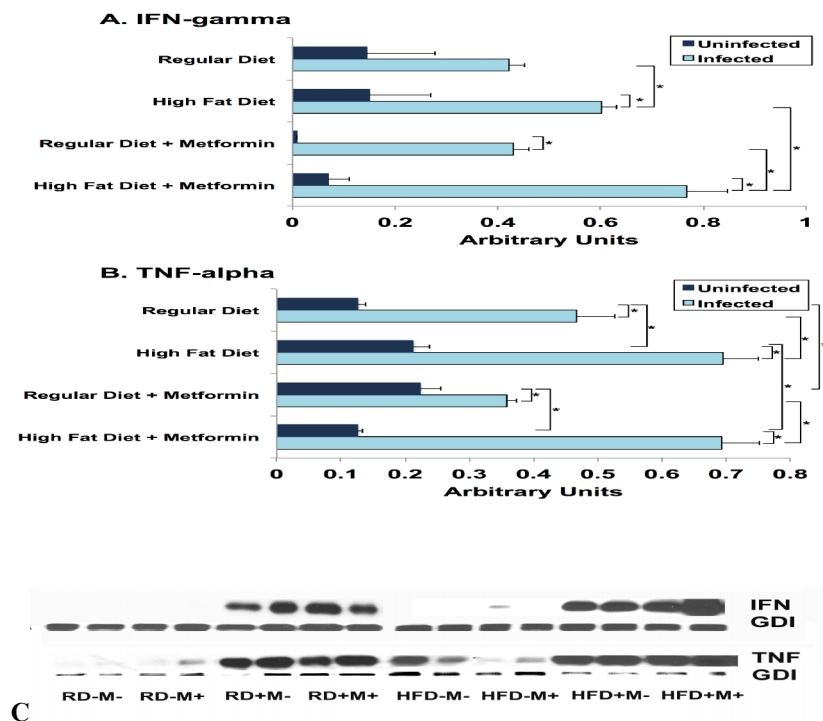 A. IFN-gamma
Uninfected
Infected
Regular Diet
High Fat Diet
Regular Diet + Metformin
High Fat Diet + Metformin
* * * * * * *
0 0.2 0.4 0.6 0.8 1
Arbitrary Units
B. TNF-alpha
Uninfected
Infected
Regular Diet
High Fat Diet
Regular Diet + Metformin
High Fat Diet + Metformin
* * * * * * * * *
0 0.1 0.2 0.3 0.4 0.5 0.6 0.7 0.8
Arbitrary Units
IFN
GDI
TNF
GDI
RD-M- RD-M+ RD+M- RD+M+ HFD-M- HFD-M+ HFD+M- HFD+M+
C